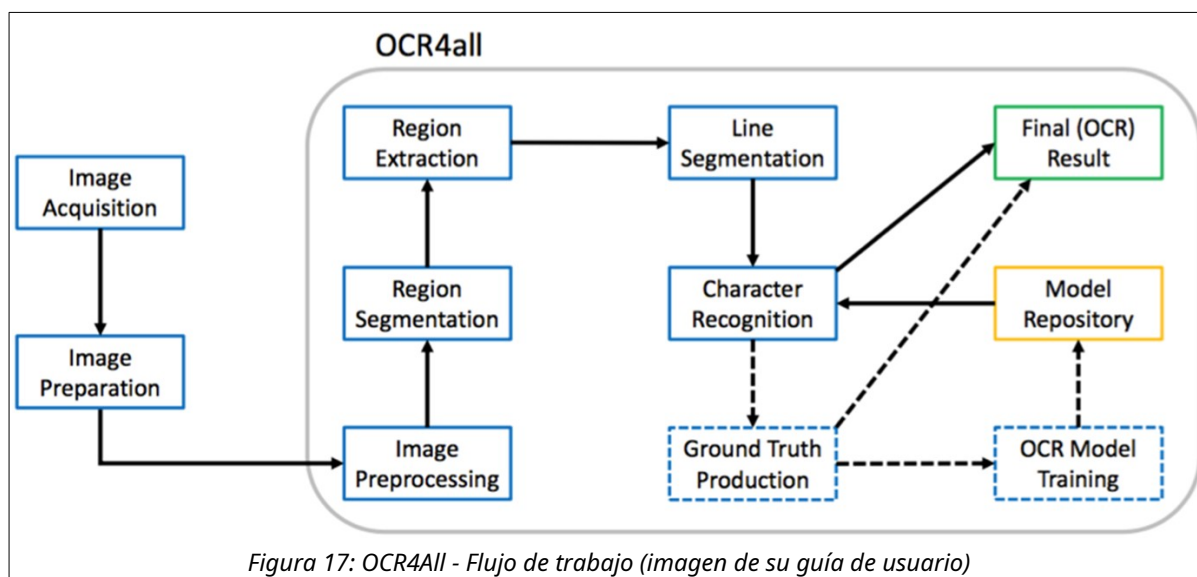 OCR4all
Image
Acquisition
Image
Preparation
Image
Preprocessing
Region
Segmentation
Region
Extraction
Line
Segmentation
Character
Recognition
Ground Truth
Production
OCR Model
Training
Model
Repository
Final (OCR)
Result
Figura 17: OCR4All - Flujo de trabajo (imagen de su guía de usuario)